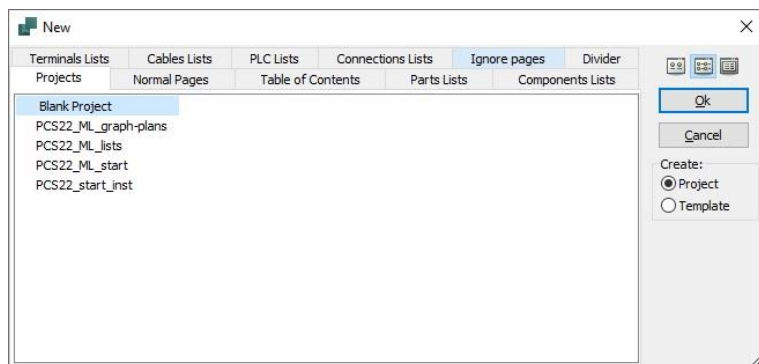 New
Terminals Lists Cables Lists PLC Lists Connections Lists Ignore pages Divider
Projects Normal Pages Table of Contents Parts Lists Components Lists
Blank Project
PCS22_ML_graph-plans
PCS22_ML_lists
PCS22_ML_start
PCS22_start_inst
Ok
Cancel
Create:
Project
Template